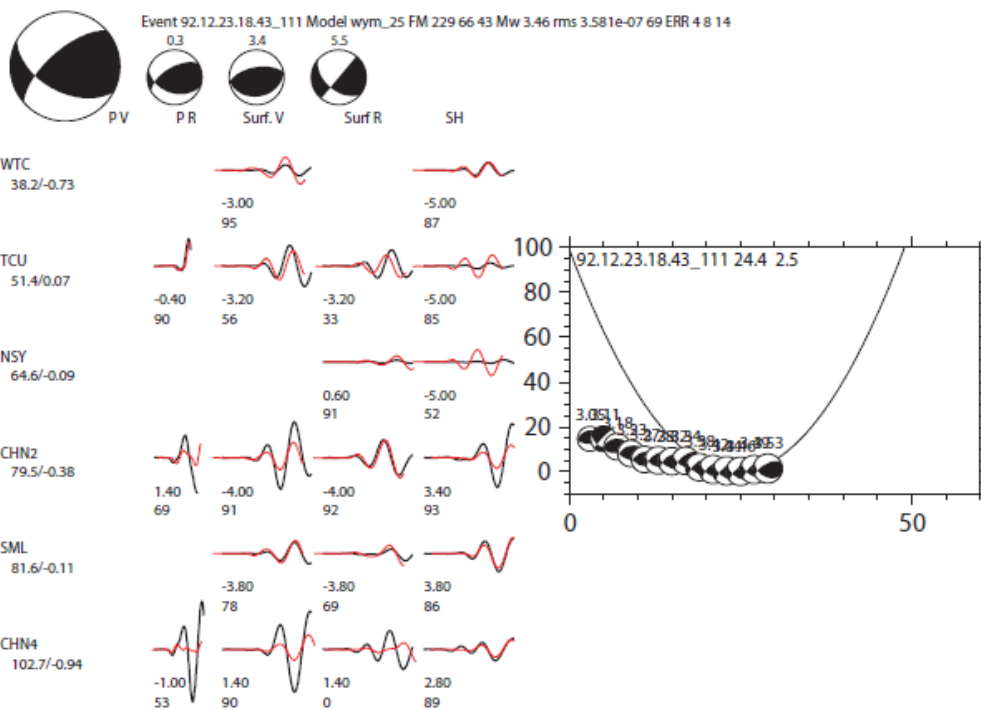 Event 92.12.23.18.43_111 Model wym_25 FM 229 66 43 Mw 3.46 rms 3.581e-07 69 ERR 4 8 14
0.3 3.4 5.5
P V P R Surf. V Surf R SH
WTC
38.2/-0.73
-3.00 -5.00
95 87
TCU
51.4/0.07
-0.40 -3.20 -3.20 -5.00
90 56 33 85
NSY
64.6/-0.09
0.60 -5.00
91 52
CHN2
79.5/-0.38
1.40 -4.00 -4.00 3.40
69 91 92 93
SML
81.6/-0.11
-3.80 -3.80 3.80
78 69 86
CHN4
102.7/-0.94
-1.00 1.40 1.40 2.80
53 90 0 89
92.12.23.18.43_111 24.4 2.5
100
80
60
40
20
0
0 50